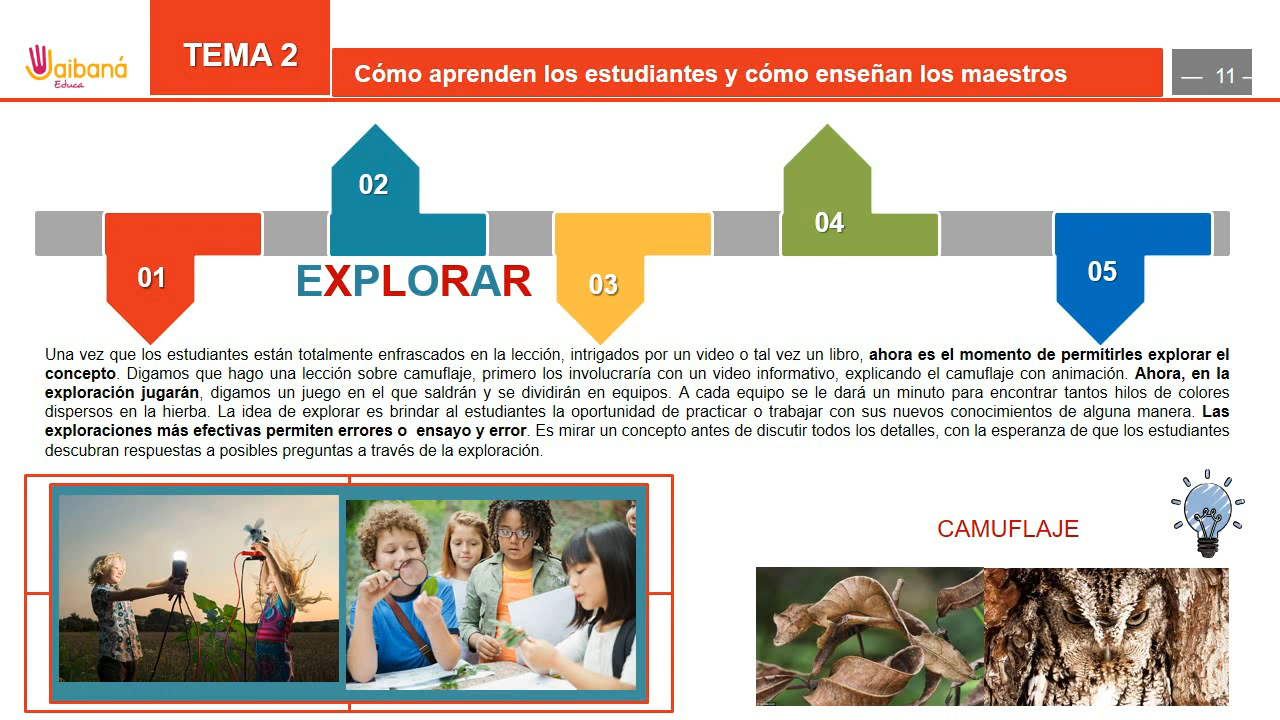 Uaibaná
Educa
TEMA 2
Cómo aprenden los estudiantes y cómo enseñan los maestros
— 11 –
02
04
01
EXPLORAR
03
05
Una vez que los estudiantes están totalmente enfrascados en la lección, intrigados por un video o tal vez un libro, ahora es el momento de permitirles explorar el
concepto. Digamos que hago una lección sobre camuflaje, primero los involucraría con un video informativo, explicando el camuflaje con animación. Ahora, en la
exploración jugarán, digamos un juego en el que saldrán y se dividirán en equipos. A cada equipo se le dará un minuto para encontrar tantos hilos de colores
dispersos en la hierba. La idea de explorar es brindar al estudiantes la oportunidad de practicar o trabajar con sus nuevos conocimientos de alguna manera. Las
exploraciones más efectivas permiten errores o ensayo y error. Es mirar un concepto antes de discutir todos los detalles, con la esperanza de que los estudiantes
descubran respuestas a posibles preguntas a través de la exploración.
CAMUFLAJE